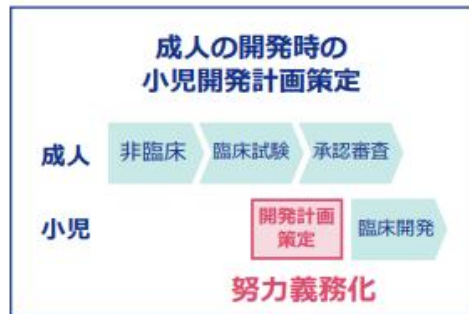 成人の開発時の
小児開発計画策定
成人 非臨床 臨床試験 承認審査
小児 開発計画 臨床開発
策定
努力義務化